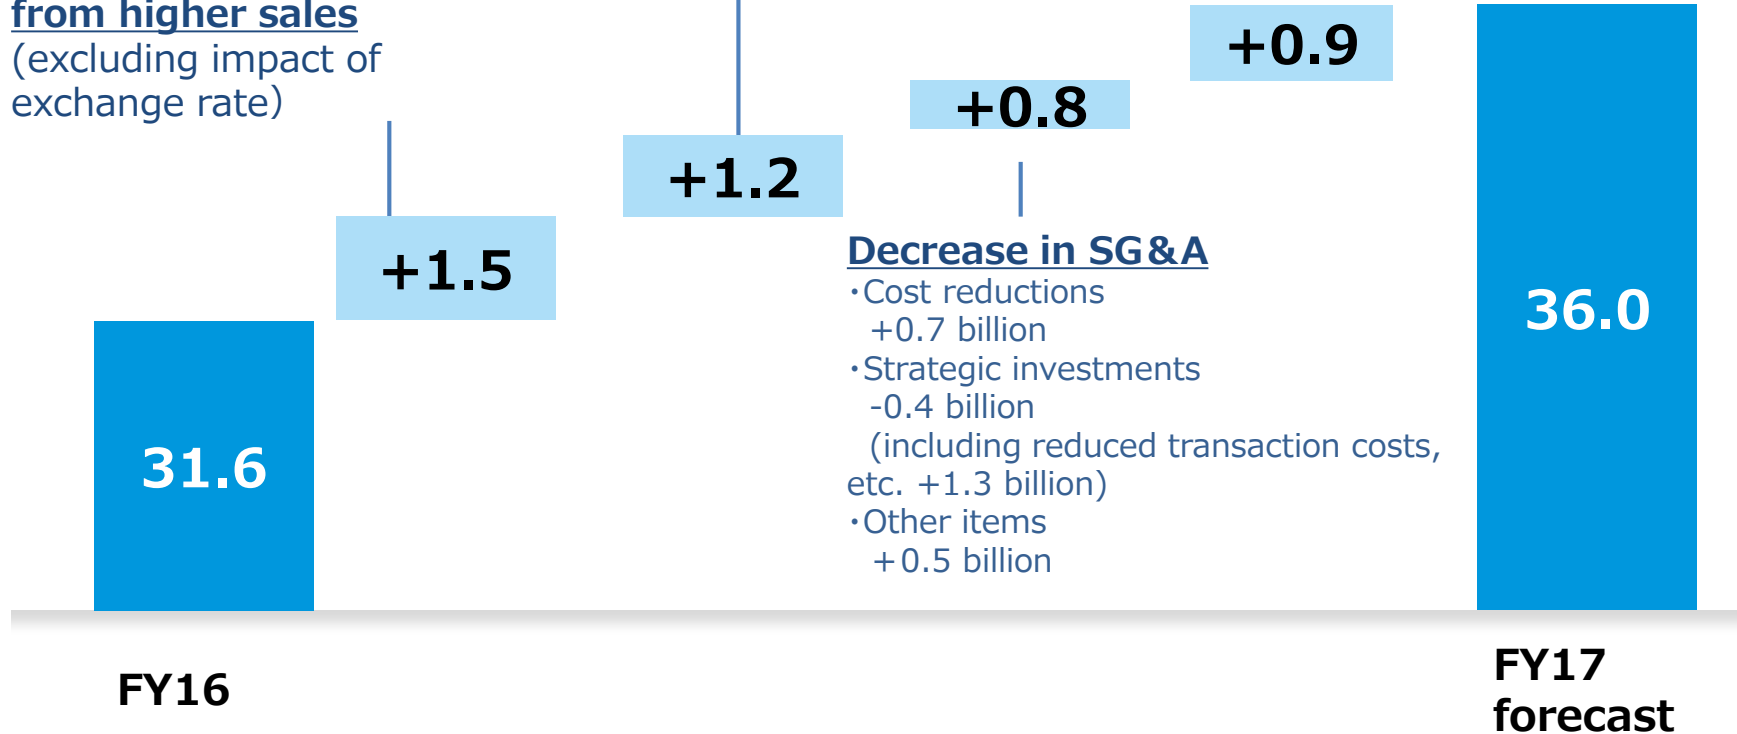 from higher sales
(excluding impact of
exchange rate)
+0.9
+0.8
+1.2
+1.5
Decrease in SG&A
・Cost reductions
+0.7 billion
・Strategic investments
-0.4 billion
(including reduced transaction costs,
etc. +1.3 billion)
・Other items
+0.5 billion
31.6
36.0
FY16
FY17
forecast